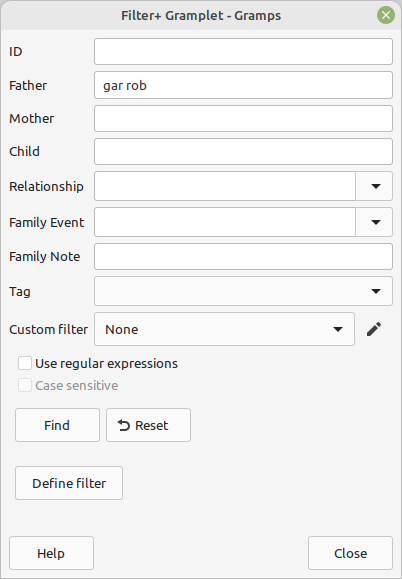 Filter+ Gramplet - Gramps
ID
Father gar rob
Mother
Child
Relationship
Family Event
Family Note
Tag
Custom filter None
Use regular expressions
Case sensitive
Find Reset
Define filter
Help Close